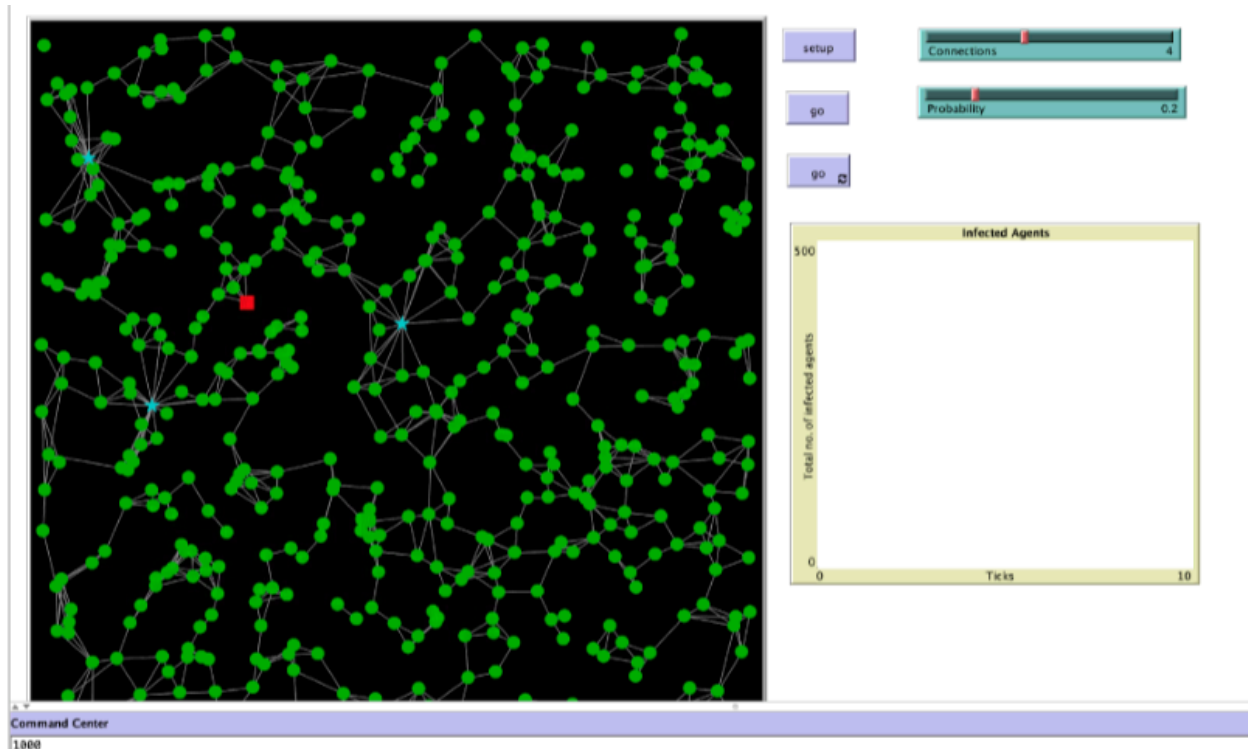 setup
Connections 4
go
Probability 0.2
go
Infected Agents
500
Total no. of infected agents
0
0 Ticks 10
Command Center
1000